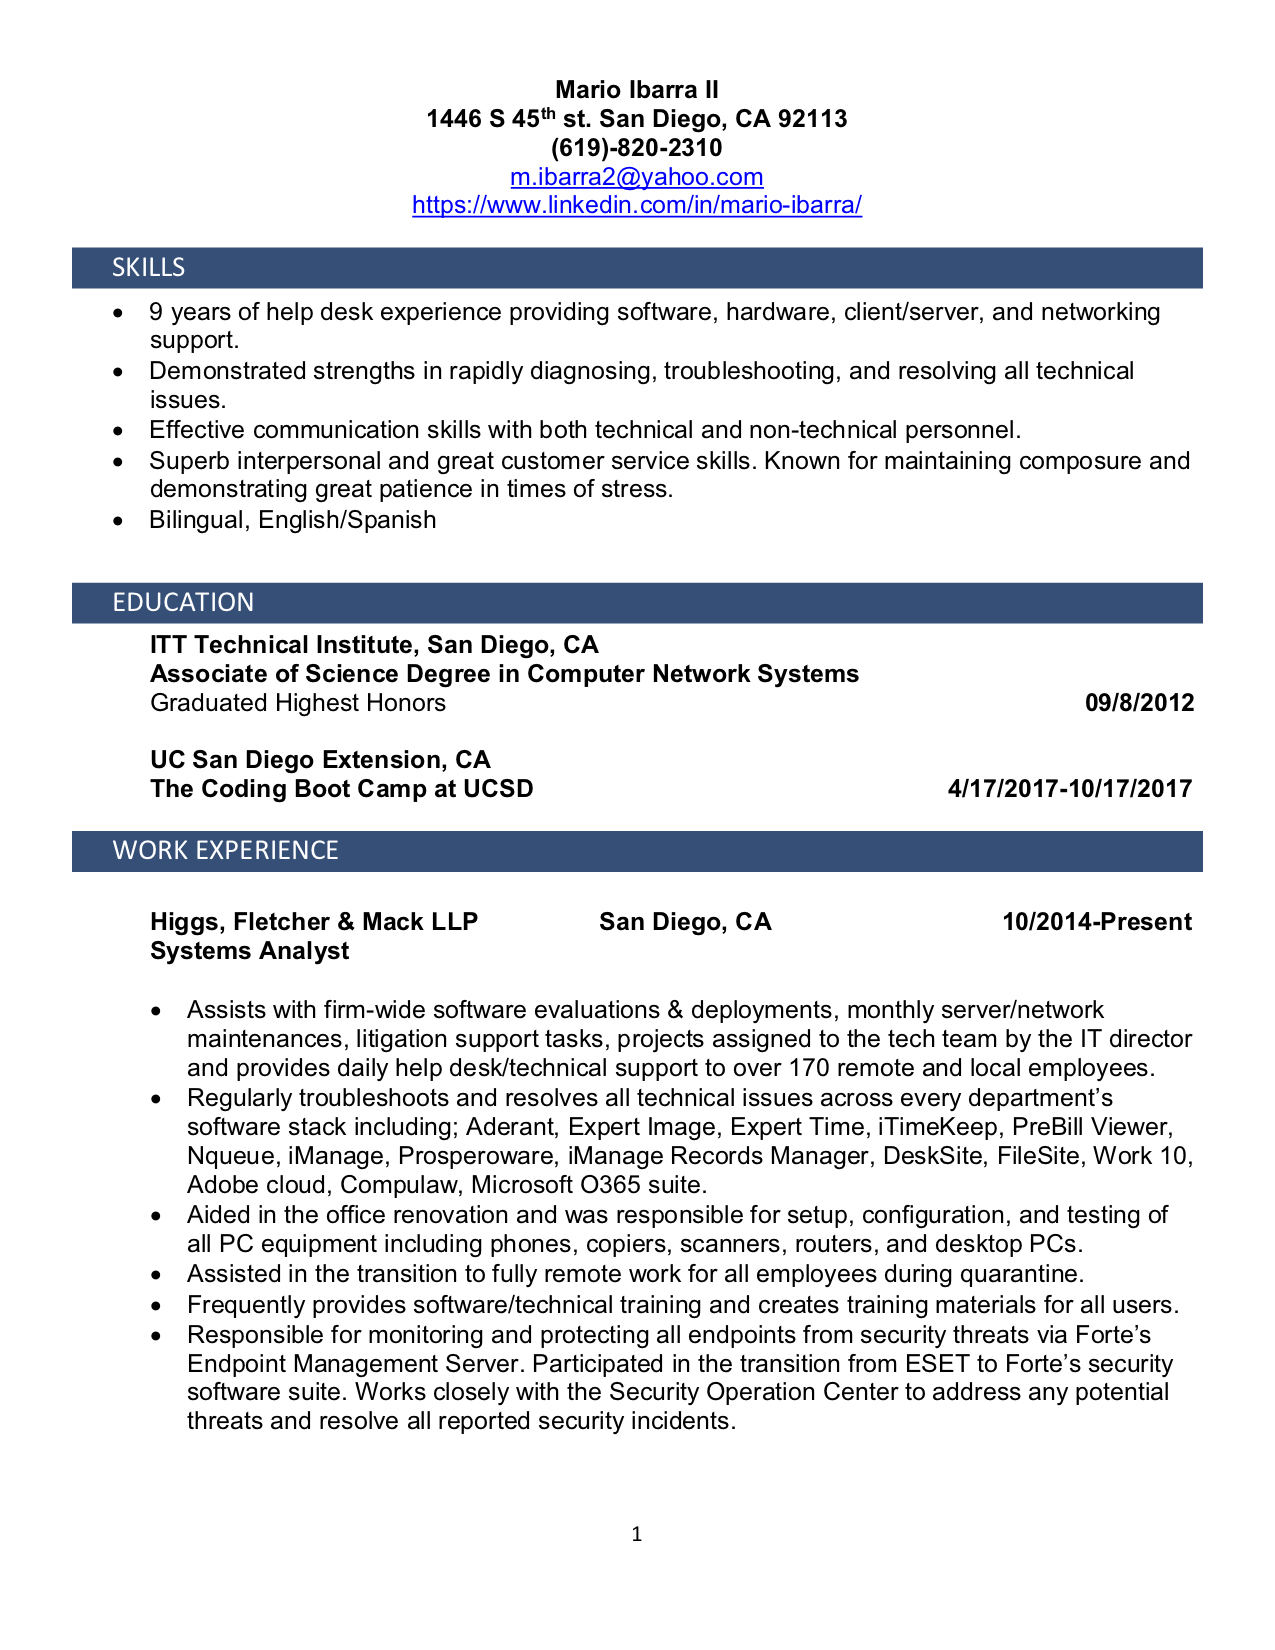 Mario Ibarra II
1446 S 45th st. San Diego, CA 92113
(619)-820-2310
m.ibarra2@yahoo.com
https://www.linkedin.com/in/mario-ibarra/
SKILLS
• 9 years of help desk experience providing software, hardware, client/server, and networking
support.
• Demonstrated strengths in rapidly diagnosing, troubleshooting, and resolving all technical
issues.
• Effective communication skills with both technical and non-technical personnel.
• Superb interpersonal and great customer service skills. Known for maintaining composure and
demonstrating great patience in times of stress.
• Bilingual, English/Spanish
EDUCATION
ITT Technical Institute, San Diego, CA
Associate of Science Degree in Computer Network Systems
Graduated Highest Honors 09/8/2012
UC San Diego Extension, CA
The Coding Boot Camp at UCSD 4/17/2017-10/17/2017
WORK EXPERIENCE
Higgs, Fletcher & Mack LLP San Diego, CA 10/2014-Present
Systems Analyst
• Assists with firm-wide software evaluations & deployments, monthly server/network
maintenances, litigation support tasks, projects assigned to the tech team by the IT director
and provides daily help desk/technical support to over 170 remote and local employees.
• Regularly troubleshoots and resolves all technical issues across every department’s
software stack including; Aderant, Expert Image, Expert Time, iTimeKeep, PreBill Viewer,
Nqueue, iManage, Prosperoware, iManage Records Manager, DeskSite, FileSite, Work 10,
Adobe cloud, Compulaw, Microsoft O365 suite.
• Aided in the office renovation and was responsible for setup, configuration, and testing of
all PC equipment including phones, copiers, scanners, routers, and desktop PCs.
• Assisted in the transition to fully remote work for all employees during quarantine.
• Frequently provides software/technical training and creates training materials for all users.
• Responsible for monitoring and protecting all endpoints from security threats via Forte’s
Endpoint Management Server. Participated in the transition from ESET to Forte’s security
software suite. Works closely with the Security Operation Center to address any potential
threats and resolve all reported security incidents.
1